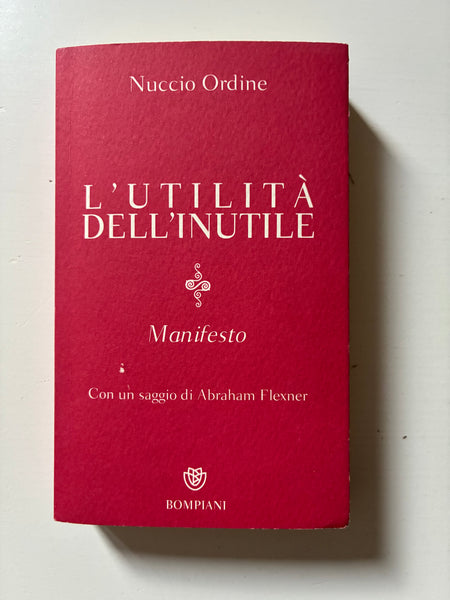 Nuccio Ordine
L'UTILITÀ
DELL'INUTILE
Manifesto
Con un saggio di Abraham Flexner
BOMPIANI